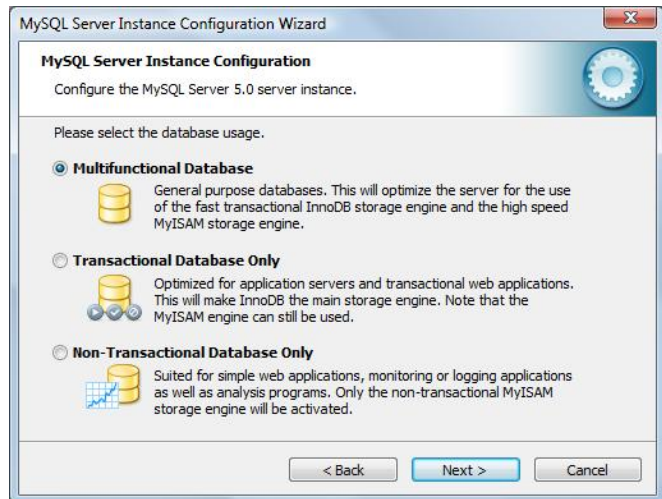 MySQL Server Instance Configuration Wizard
MySQL Server Instance Configuration
Configure the MySQL Server 5.0 server instance.
Please select the database usage.
Multifunctional Database
General purpose databases. This will optimize the server for the use
of the fast transactional InnoDB storage engine and the high speed
MyISAM storage engine.
Transactional Database Only
Optimized for application servers and transactional web applications.
This will make InnoDB the main storage engine. Note that the
MyISAM engine can still be used.
Non-Transactional Database Only
Suited for simple web applications, monitoring or logging applications
as well as analysis programs. Only the non-transactional MyISAM
storage engine will be activated.
< Back Next > Cancel